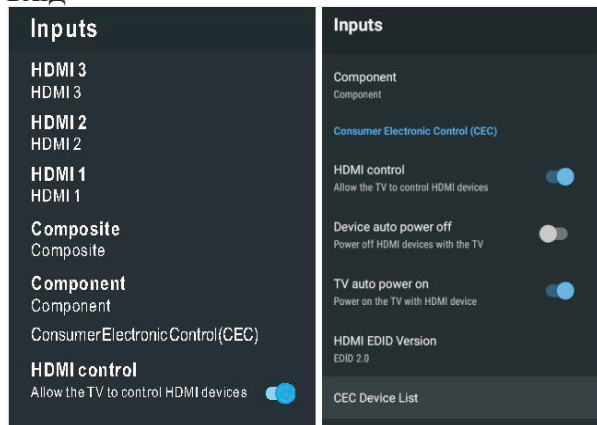 Inputs
HDMI 3
HDMI 3
HDMI 2
HDMI 2
HDMI 1
HDMI 1
Composite
Composite
Component
Component
ConsumerElectronicControl(CEC)
HDMI control
Allow the TV to control HDMI devices
Inputs
Component
Component
Consumer Electronic Control (CEC)
HDMI control
Allow the TV to control HDMI devices
Device auto power off
Power off HDMI devices with the TV
TV auto power on
Power on the TV with HDMI device
HDMI EDID Version
EDID 2.0
CEC Device List